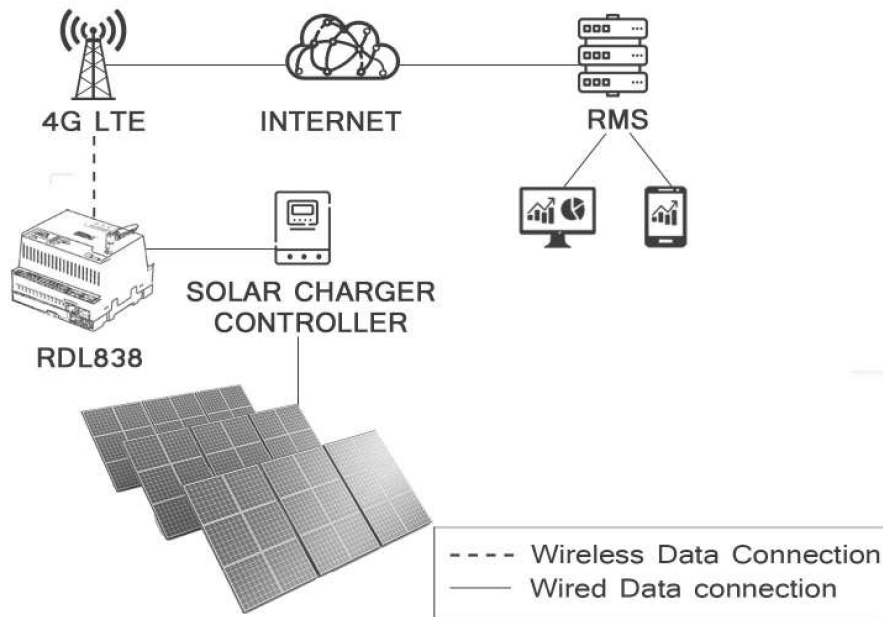 4G LTE
INTERNET
RMS
SOLAR CHARGER
CONTROLLER
RDL838
Wireless Data Connection
Wired Data connection